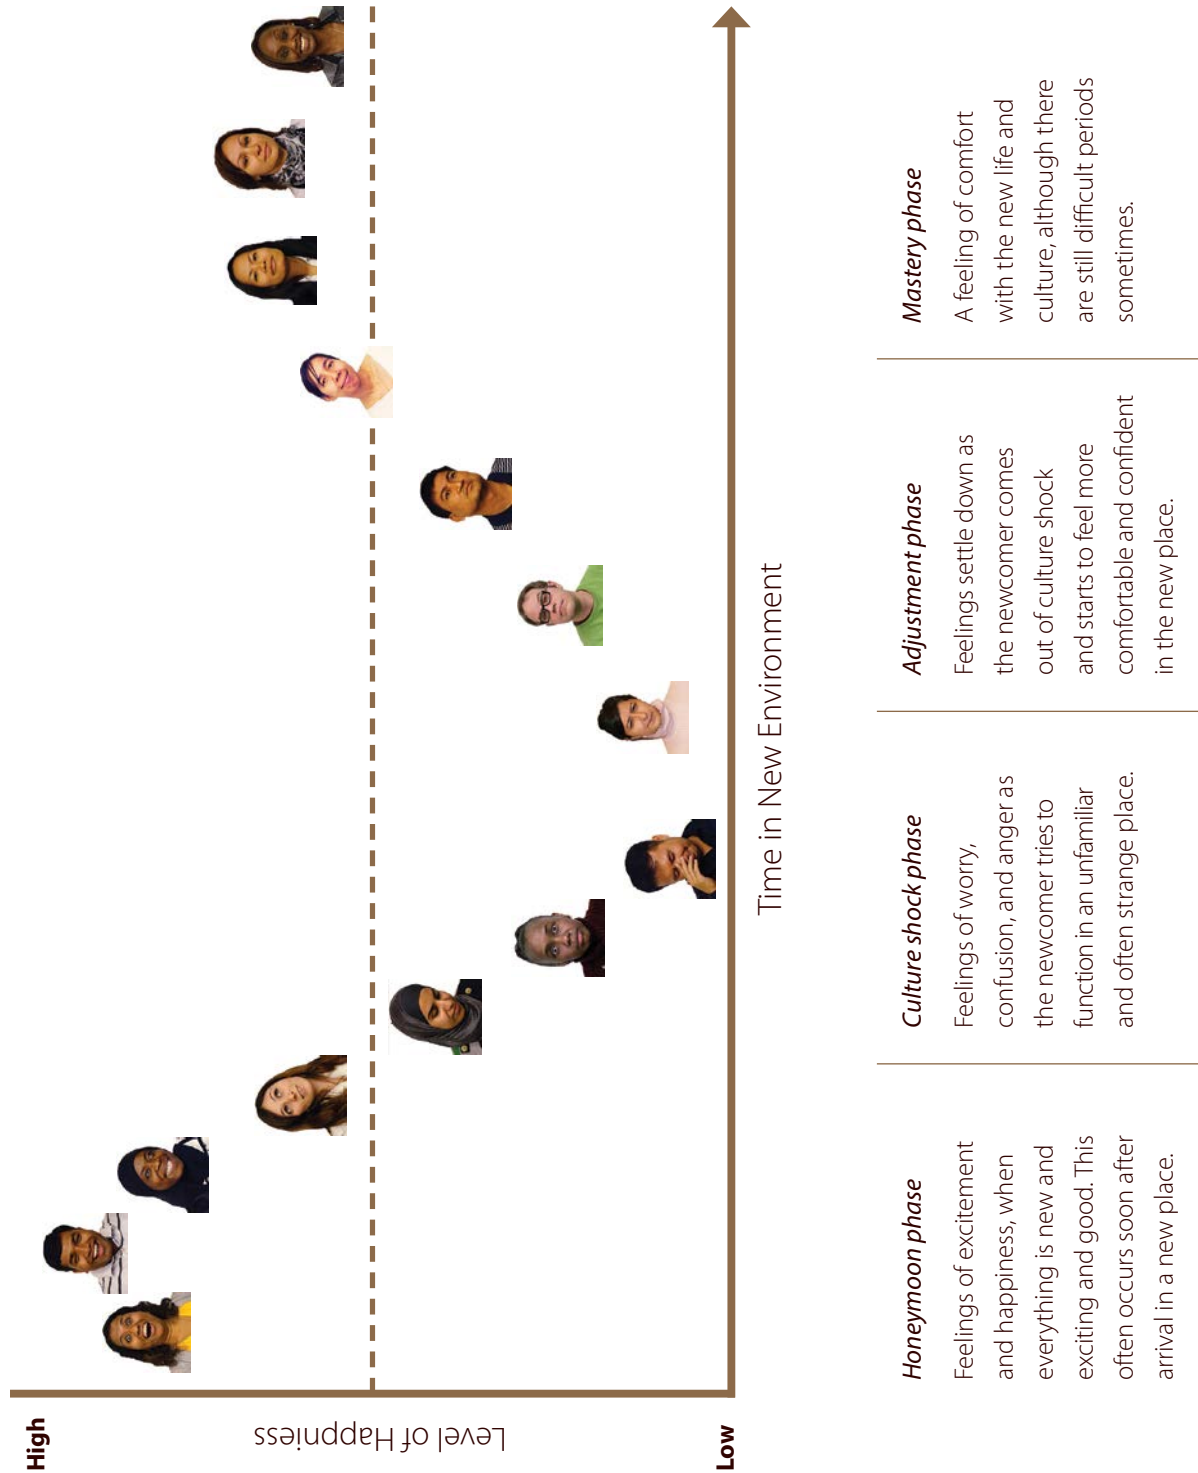 High
Level of Happniess
Low
Time in New Environment
Honeymoon phase
Feelings of excitement
and happiness, when
everything is new and
exciting and good. This
often occurs soon after
arrival in a new place.
Culture shock phase
Feelings of worry,
confusion, and anger as
the newcomer tries to
function in an unfamiliar
and often strange place.
Adjustment phase
Feelings settle down as
the newcomer comes
out of culture shock
and starts to feel more
comfortable and confident
in the new place.
Mastery phase
A feeling of comfort
with the new life and
culture, although there
are still difficult periods
sometimes.